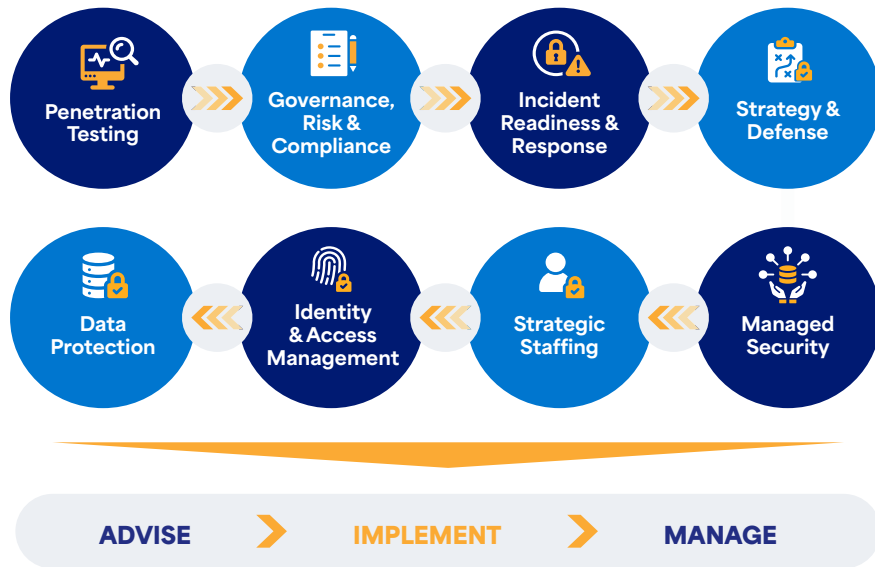 Penetration
Testing
Governance,
Risk &
Compliance
Incident
Readiness &
Response
Strategy &
Defense
Data
Protection
Identity
& Access
Management
Strategic
Staffing
Managed
Security
ADVISE
IMPLEMENT
MANAGE